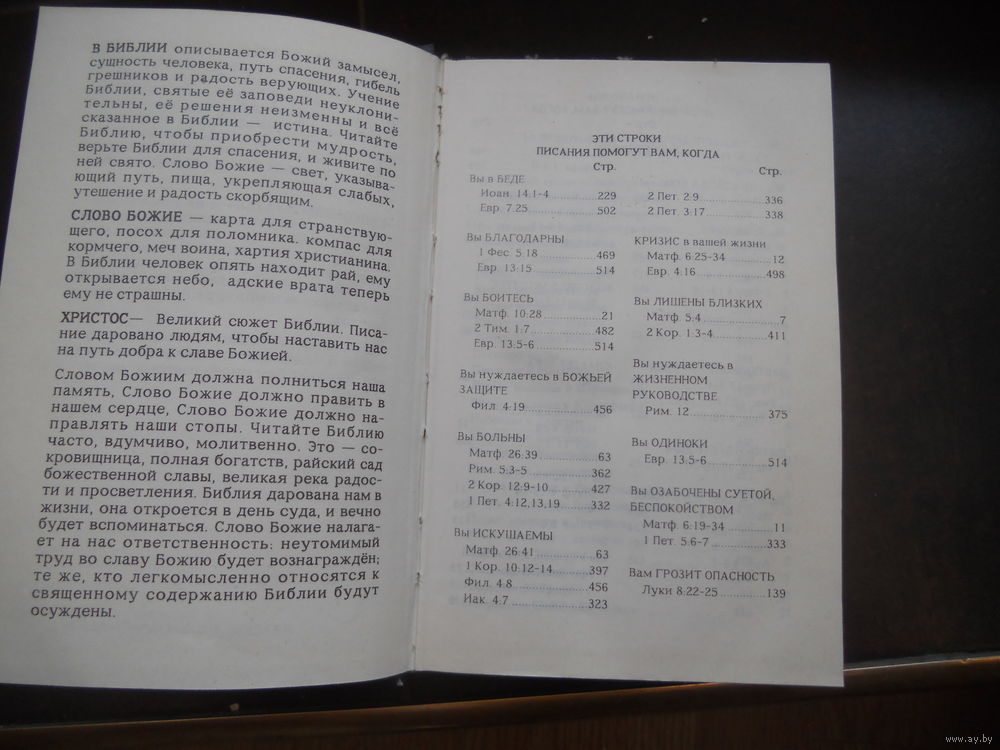 В БИБЛИИ описывается Божий замысел,
сущность человека, путь спасения, гибель
грешников и радость верующих. Учение
Библии, святые её заповеди неуклони-
тельны, её решения неизменны и всё
сказанное в Библии — истина. Читайте
Библию, чтобы приобрести мудрость,
верьте Библии для спасения, и живите по
ней свято. Слово Божие — свет, указыва-
ющий путь, пища, укрепляющая слабых,
утешение и радость скорбящим.
СЛОВО БОЖИЕ — карта для странствую-
щего, посох для поломника. компас для
кормчего, меч воина, хартия христианина.
В Библии человек опять находит рай, ему
открывается небо, адские врата теперь
ему не страшны.
ХРИСТОС— Великий сюжет Библии. Писа-
ние даровано людям, чтобы наставить нас
на путь добра к славе Божией.
Словом Божиим должна полниться наша
память, Слово Божие должно править в
нашем сердце, Слово Божие должно на-
правлять наши стопы. Читайте Библию
часто, вдумчиво, молитвенно. Это — со-
кровищница, полная богатств, райский сад
божественной славы, великая река радос-
ти и просветления. Библия дарована нам в
жизни, она откроется в день суда, и вечно
будет вспоминаться. Слово Божие налага-
ет на нас ответственность: неутомимый
труд во славу Божию будет вознаграждён;
те же, кто легкомысленно относятся к
священному содержанию Библии будут
осуждены.
ЭТИ СТРОКИ
ПИСАНИЯ ПОМОГУТ ВАМ, КОГДА
Стр.
Вы в БЕДЕ
Иоан. 14:1-4 229
Евр. 7:25 502
Вы БЛАГОДАРНЫ
1 Фес. 5:18 469
Евр. 13:15 514
Вы БОИТЕСЬ
Матф. 10:28 21
2 Тим. 1:7 482
Евр. 13:5-6 514
Вы нуждаетесь в БОЖЬЕЙ
ЗАЩИТЕ
Фил. 4:19 456
Вы БОЛЬНЫ
Матф. 26:39 63
Рим. 5:3-5 362
2 Кор. 12:9-10 427
1 Пет. 4:12,13,19 332
Вы ИСКУШАЕМЫ
Матф. 26:41 63
1 Кор. 10:12-14 397
Фил. 4:8 456
Иак. 4:7 323
Стр.
2 Пет. 2:9 336
2 Пет. 3:17 338
КРИЗИС в вашей жизни
Матф. 6:25-34 12
Евр. 4:16 498
Вы ЛИШЕНЫ БЛИЗКИХ
Матф. 5:4 7
2 Кор. 1:3-4 411
Вы нуждаетесь в
ЖИЗНЕННОМ
РУКОВОДСТВЕ
Рим. 12 375
Вы ОДИНОКИ
Евр. 13:5-6 514
Вы ОЗАБОЧЕНЫ СУЕТОЙ,
БЕСПОКОЙСТВОМ
Матф. 6:19-34 11
1 Пет. 5:6-7 333
Вам ГРОЗИТ ОПАСНОСТЬ
Луки 8:22-25 139
www.ay.by